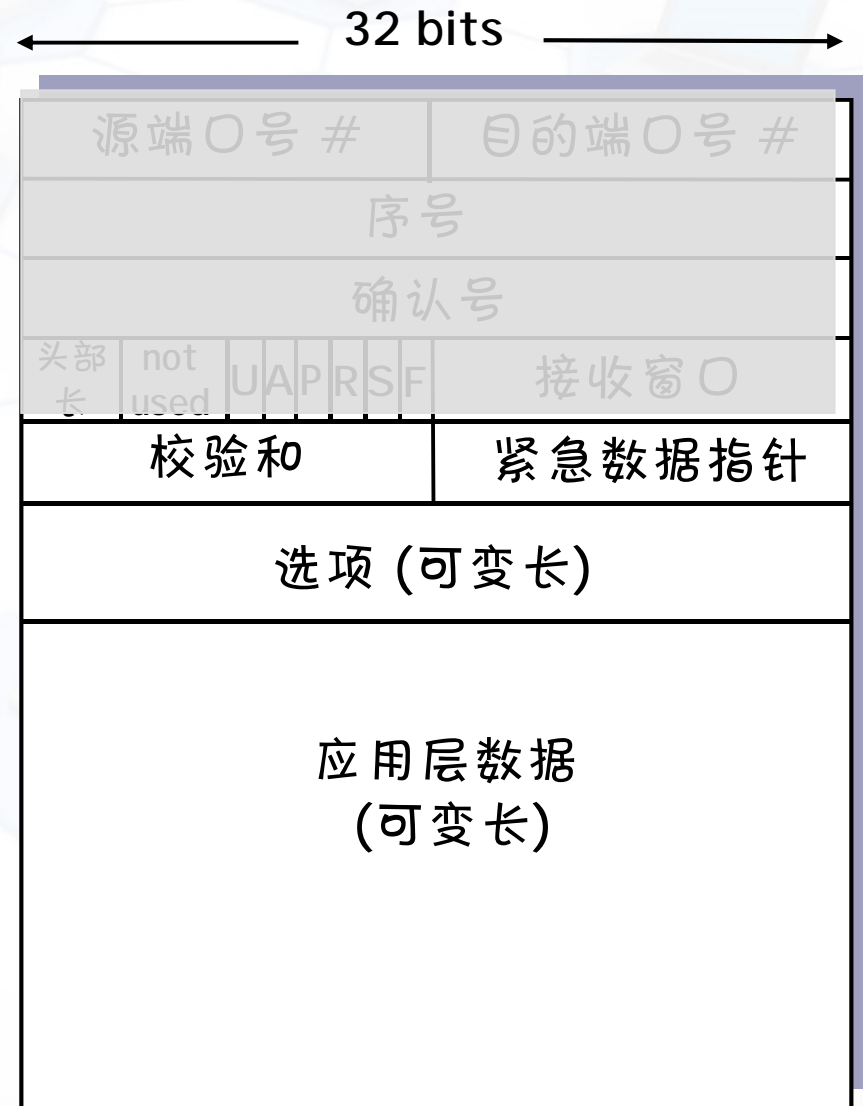 32 bits
源端口号 # 目的端口号 #
序号
确认号
头部长 not used U A P R S F 接收窗口
校验和 紧急数据指针
选项 (可变长)
应用层数据
(可变长)